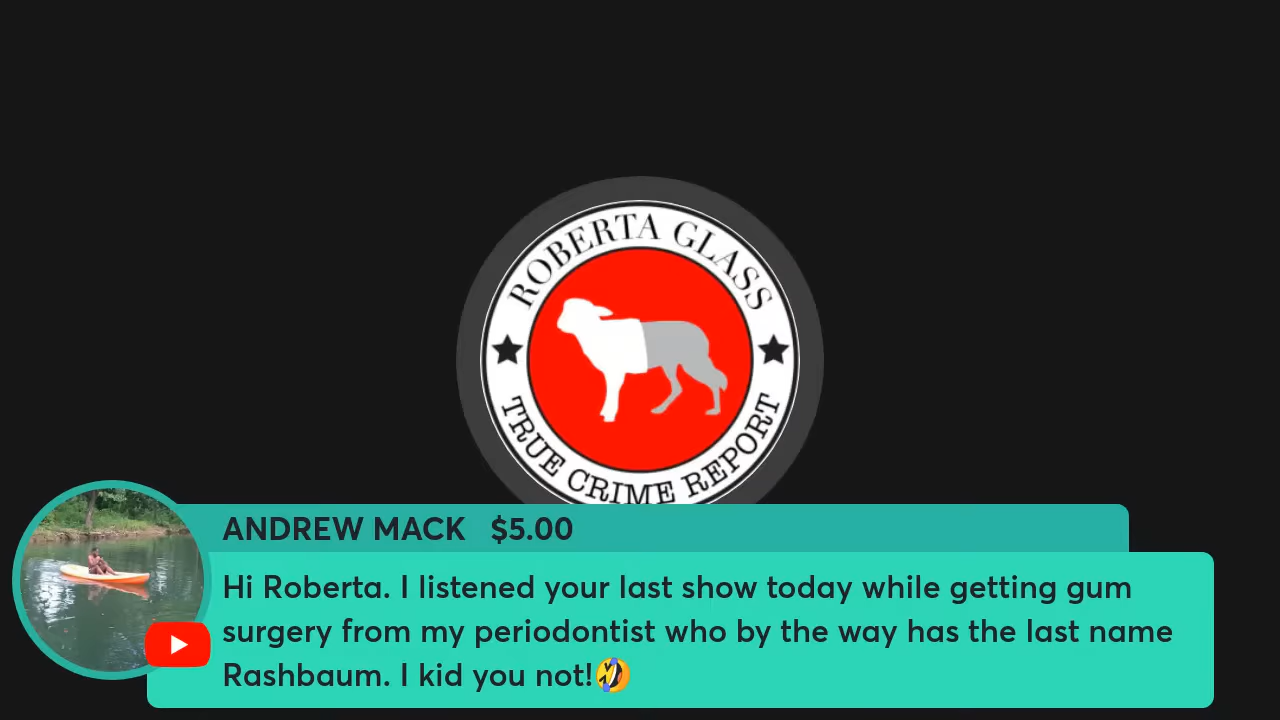 ROBERTA GLASS
TRUE CRIME REPORT
ANDREW MACK $5.00
Hi Roberta. I listened your last show today while getting gum
surgery from my periodontist who by the way has the last name
Rashbaum. I kid you not!🤣